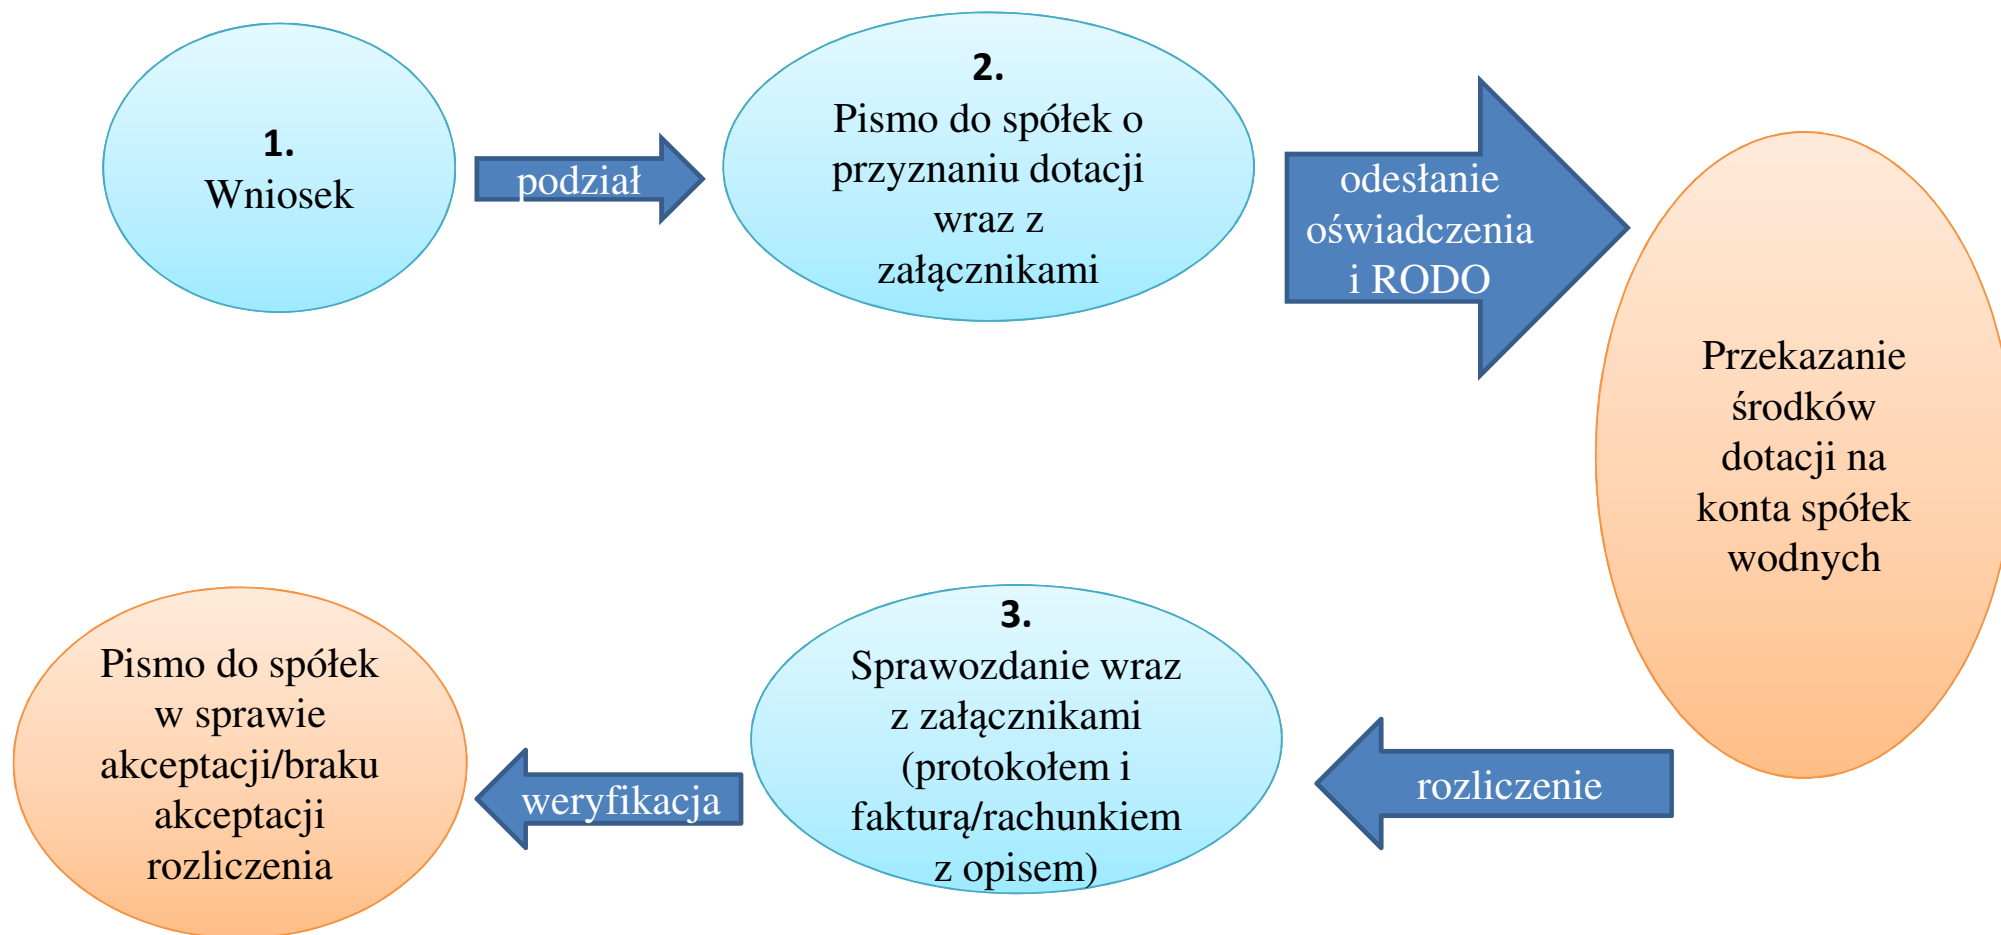 1.
Wniosek
podział
2.
Pismo do spółek o
przyznaniu dotacji
wraz z
załącznikami
odesłanie
oświadczenia
i RODO
Przekazanie
środków
dotacji na
konta spółek
wodnych
rozliczenie
3.
Sprawozdanie wraz
z załącznikami
(protokołem i
fakturą/rachunkiem
z opisem)
weryfikacja
Pismo do spółek
w sprawie
akceptacji/braku
akceptacji
rozliczenia